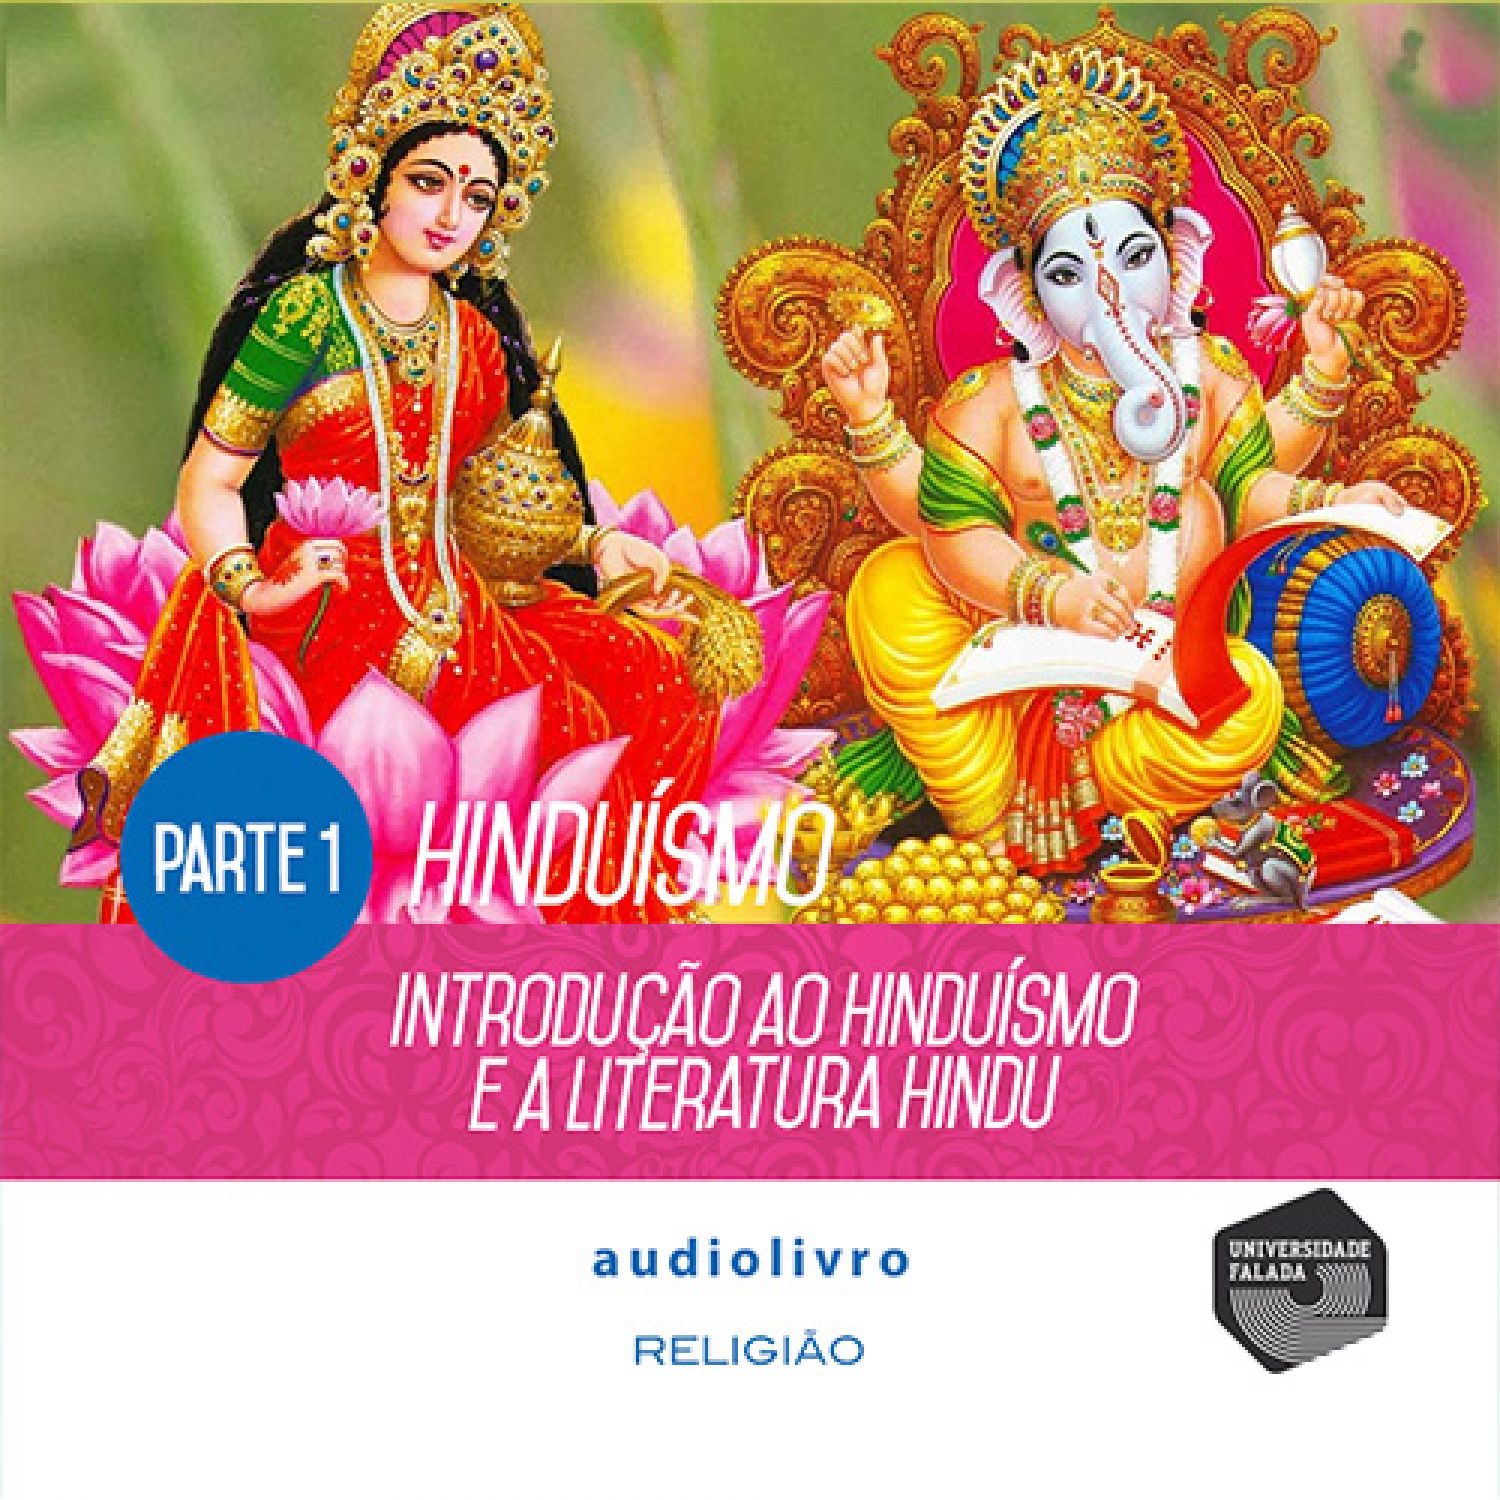 PARTE 1
HINDUÍSMO
INTRODUÇÃO AO HINDUÍSMO
E A LITERATURA HINDU
audiolivro
RELIGIÃO
UNIVERSIDADE
FALADA